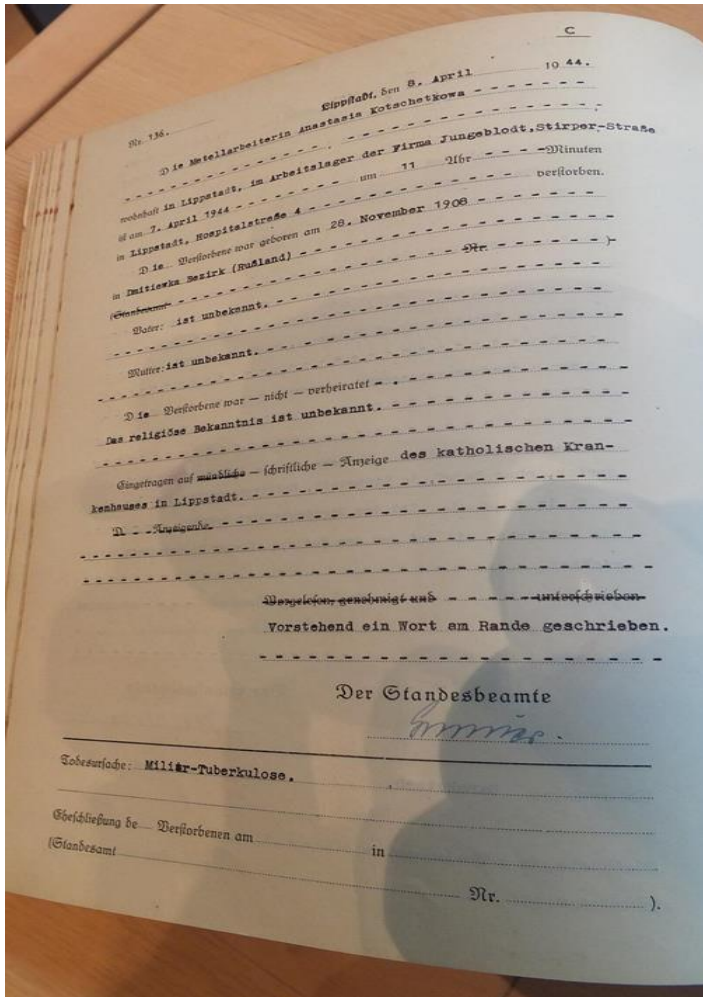 C
Nr. 136.
Lippstadt, den 8. April 1944.
Die Metallarbeiterin Anastasia Kotschetkowa - - - - - - -
- - - - - - - - - - - - - - - - - - - - - -
wohnhaft in Lippstadt, im Arbeitslager der Firma Jungeblodt, Stirper-Straße
ist am 7. April 1944 - - - - - - - um 11 Uhr - - - -Minuten
in Lippstadt, Hospitalstraße 4 - - - - - - - - - - - verstorben.
Die Verstorbene war geboren am 28. November 1908 - - - - - - -
in Dmitiewka Bezirk (Rußland) - - - - - - - - - - - - - - -
(Standesamt - - - - - - - - - - - - - - Nr. - - - - - - )-
Vater: ist unbekannt. - - - - - - - - - - - - - - - - -
- - - - - - - - - - - - - - - - - - - - - -
Mutter: ist unbekannt. - - - - - - - - - - - - - - - - -
- - - - - - - - - - - - - - - - - - - - - -
Die Verstorbene war — nicht — verheiratet - . - - - - - - - - - -
Das religiöse Bekanntnis ist unbekannt. - - - - - - - - - - - -
- - - - - - - - - - - - - - - - - - - - - -
Eingetragen auf mündliche — schriftliche — Anzeige des katholischen Kran-
kenhauses in Lippstadt. - - - - - - - - - - - - - - - - -
D - - Anzeigende - - - - - - - - - - - - - - - - - - -
- - - - - - - - - - - - - - - - - - - - - -
- - - - - - - - - - - - - - - - - - - - - -
Vorgelesen, genehmigt und - - - - - unterschrieben
Vorstehend ein Wort am Rande geschrieben.
- - - - - - - - - - - - - - - - - -
Der Standesbeamte
Todesursache: Miliar-Tuberkulose.
Eheschließung de Verstorbenen am in
(Standesamt Nr. ).